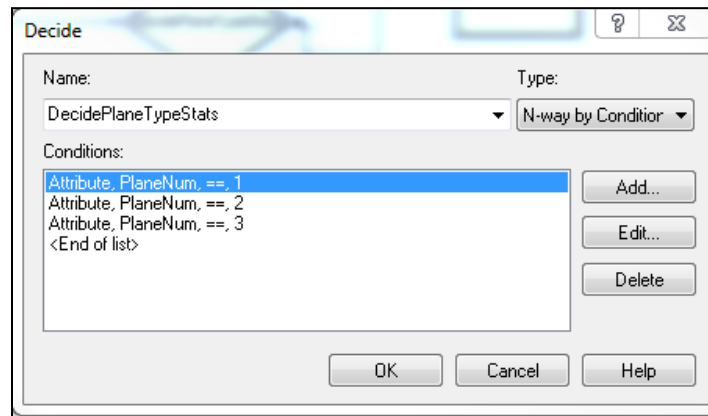 Decide
Name:
Type:
DecidePlaneTypeStats
N-way by Condition
Conditions:
Attribute, PlaneNum, ==, 1
Attribute, PlaneNum, ==, 2
Attribute, PlaneNum, ==, 3
<End of list>
Add...
Edit...
Delete
OK
Cancel
Help